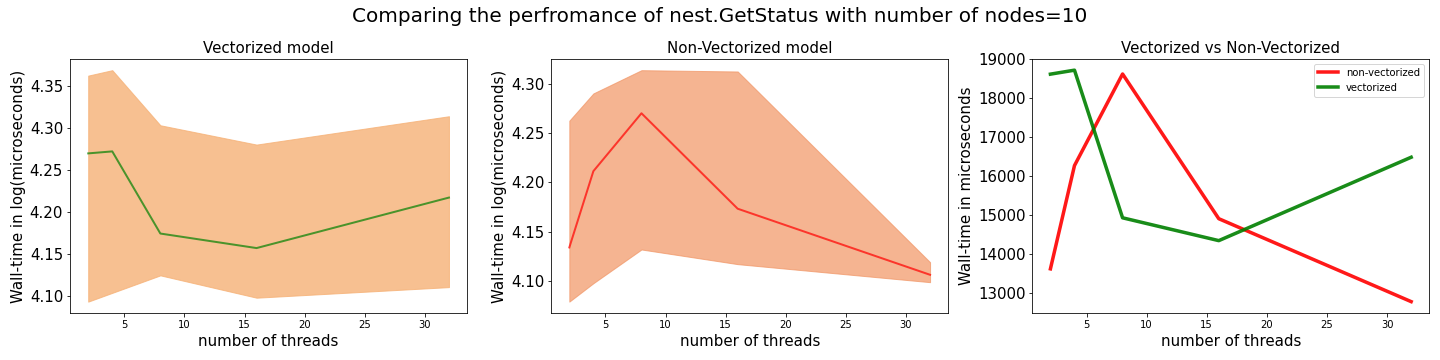 Comparing the perfromance of nest.GetStatus with number of nodes=10
Vectorized model
Wall-time in log(microseconds)
4.35
4.30
4.25
4.20
4.15
4.10
5 10 15 20 25 30
number of threads
Non-Vectorized model
Wall-time in log(microseconds)
4.30
4.25
4.20
4.15
4.10
5 10 15 20 25 30
number of threads
Vectorized vs Non-Vectorized
Wall-time in microseconds
19000
18000
17000
16000
15000
14000
13000
non-vectorized
vectorized
5 10 15 20 25 30
number of threads